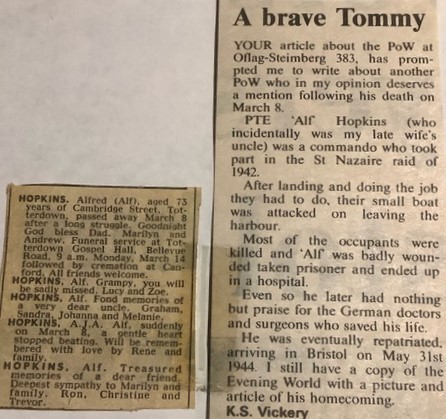 HOPKINS. Alfred (Alf), aged 73
years of Cambridge Street, Tot-
terdown, passed away March 8
after a long struggle. Goodnight
God bless Dad. Marilyn and
Andrew. Funeral service at Tot-
terdown Gospel Hall, Bellevue
Road, 9 a.m. Monday, March 14
followed by cremation at Can-
ford. All friends welcome.
HOPKINS, Alf. Grampy, you will
be sadly missed. Lucy and Zoe.
HOPKINS, Alf. Fond memories of
a very dear uncle. Graham,
Sandra, Johanna and Melanie.
HOPKINS, A.J.A. Alf, suddenly
on March 8, a gentle heart
stopped beating. Will be remem-
bered with love by Rene and
family.
HOPKINS, Alf. Treasured
memories of a dear friend.
Deepest sympathy to Marilyn and
family. Ron, Christine and
Trevor.
A brave Tommy
YOUR article about the PoW at
Oflag-Steimberg 383, has prom-
pted me to write about another
PoW who in my opinion deserves
a mention following his death on
March 8.
PTE 'Alf' Hopkins (who
incidentally was my late wife's
uncle) was a commando who took
part in the St Nazaire raid of
1942.
After landing and doing the job
they had to do, their small boat
was attacked on leaving the
harbour.
Most of the occupants were
killed and 'Alf' was badly woun-
ded taken prisoner and ended up
in a hospital.
Even so he later had nothing
but praise for the German doctors
and surgeons who saved his life.
He was eventually repatriated,
arriving in Bristol on May 31st
1944. I still have a copy of the
Evening World with a picture and
article of his homecoming.
K.S. Vickery